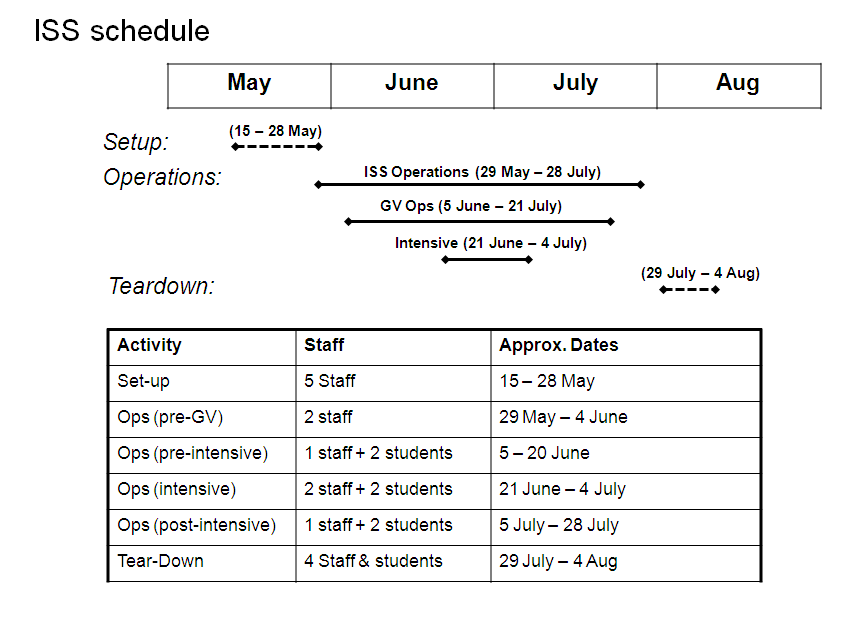 ISS schedule
May June July Aug
(15 – 28 May)
Setup:
ISS Operations (29 May – 28 July)
Operations:
GV Ops (5 June – 21 July)
Intensive (21 June – 4 July)
(29 July – 4 Aug)
Teardown:
Activity Staff Approx. Dates
Set-up 5 Staff 15 – 28 May
Ops (pre-GV) 2 staff 29 May – 4 June
Ops (pre-intensive) 1 staff + 2 students 5 – 20 June
Ops (intensive) 2 staff + 2 students 21 June – 4 July
Ops (post-intensive) 1 staff + 2 students 5 July – 28 July
Tear-Down 4 Staff & students 29 July – 4 Aug